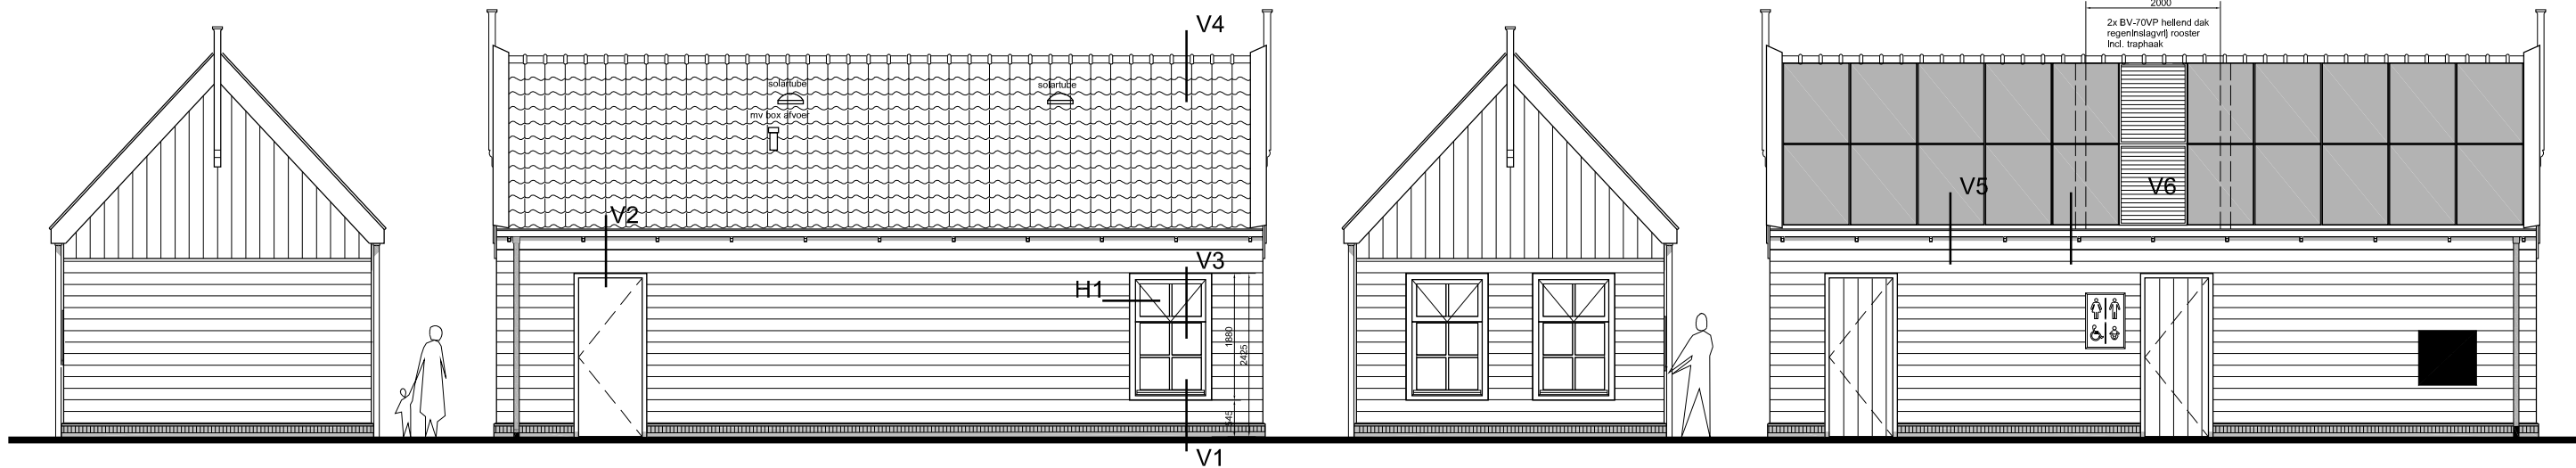 V4
solartube
solartube
mv box afvoer
V2
V3
H1
1880
2425
545
V1
2000
2x BV-70VP hellend dak
regeninslagvrij rooster
Incl. traphaak
V5
V6